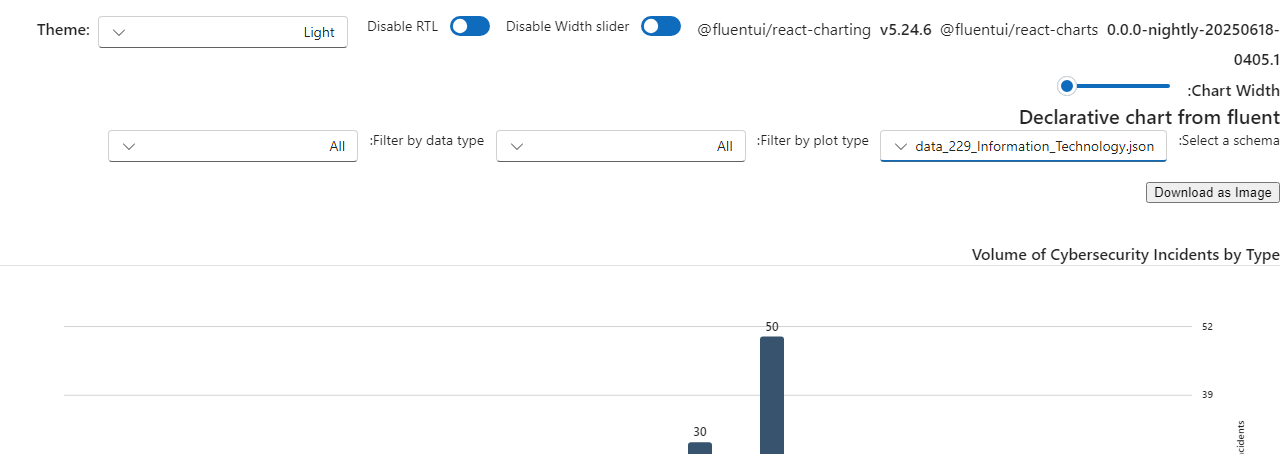 Theme:
Light
Disable RTL
Disable Width slider
@fluentui/react-charting v5.24.6 @fluentui/react-charts 0.0.0-nightly-20250618-
0405.1
:Chart Width
Declarative chart from fluent
:Select a schema
data_229_Information_Technology.json
:Filter by plot type
All
:Filter by data type
All
Download as Image
Volume of Cybersecurity Incidents by Type
52
50
39
30